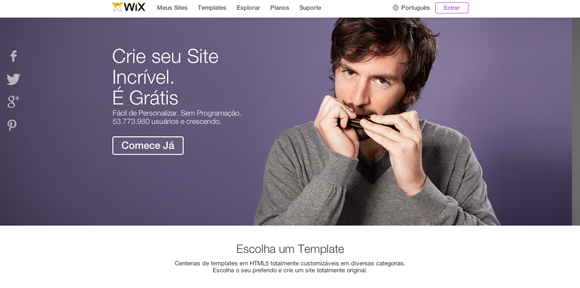 WiX
Meus Sites
Templates
Explorar
Planos
Suporte
Português
Entrar
Crie seu Site
Incrível.
É Grátis
Fácil de Personalizar. Sem Programação.
53.773.980 usuários e crescendo.
Comece Já
Escolha um Template
Centenas de templates em HTML5 totalmente customizáveis em diversas categorias.
Escolha o seu preferido e crie um site totalmente original.